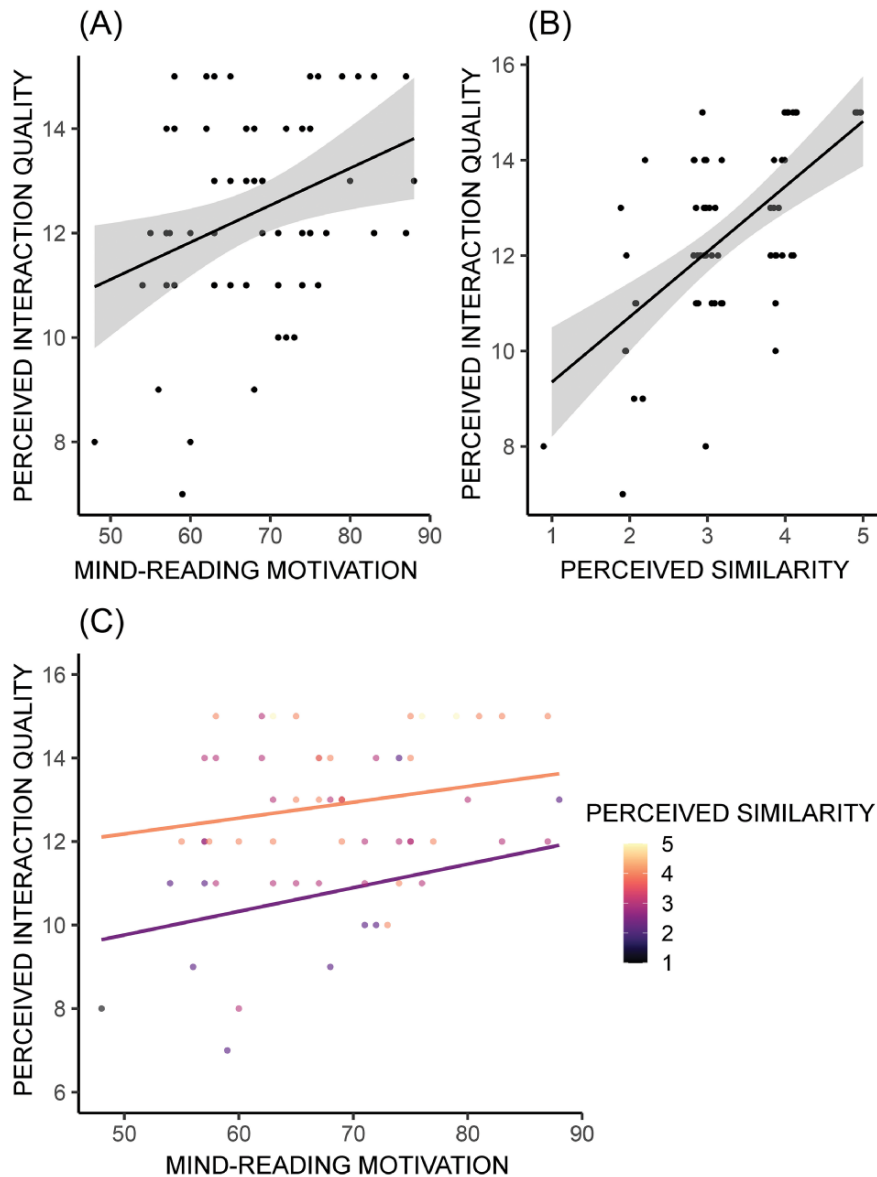 (A)
PERCEIVED INTERACTION QUALITY
14
12
10
8
50 60 70 80 90
MIND-READING MOTIVATION
(B)
PERCEIVED INTERACTION QUALITY
16
14
12
10
8
1 2 3 4 5
PERCEIVED SIMILARITY
(C)
PERCEIVED INTERACTION QUALITY
16
14
12
10
8
6
50 60 70 80 90
MIND-READING MOTIVATION
PERCEIVED SIMILARITY
5
4
3
2
1